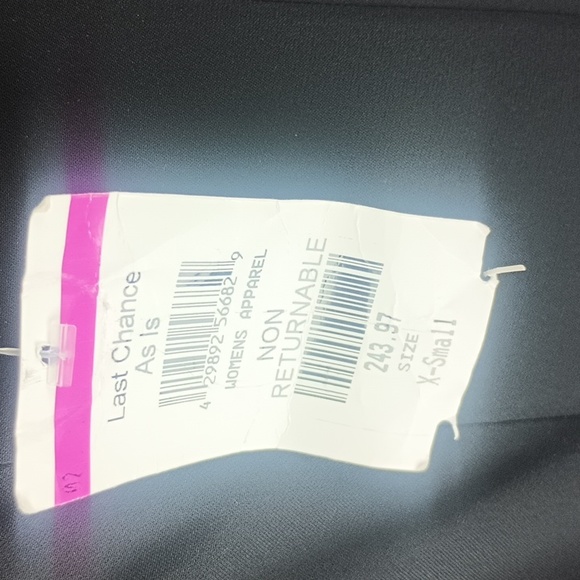 Last Chance
As Is
4 29892 56682 9
WOMENS APPAREL
NON
RETURNABLE
243.97
SIZE
X-Small